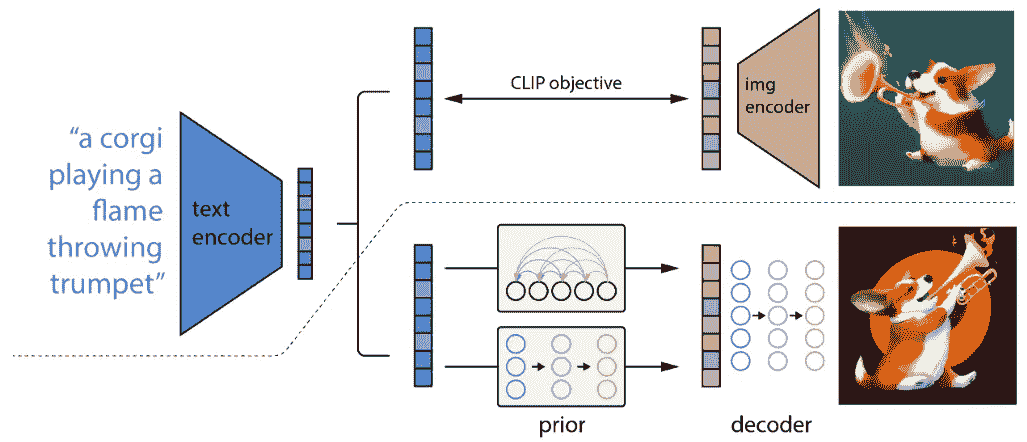 “a corgi
playing a
flame
throwing
trumpet”
text
encoder
CLIP objective
img
encoder
prior
decoder